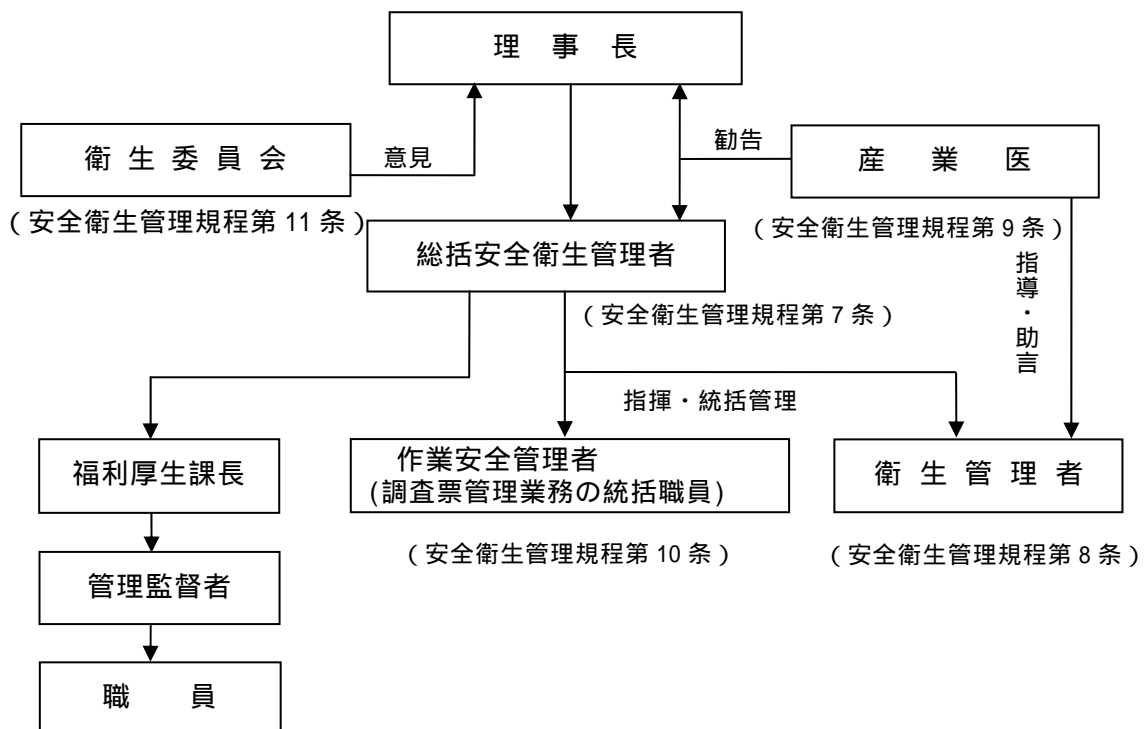 理事長
衛生委員会
意見
勧告
産業医
（安全衛生管理規程第 11 条）
（安全衛生管理規程第 9 条）
総括安全衛生管理者
（安全衛生管理規程第 7 条）
指導・助言
指揮・統括管理
福利厚生課長
作業安全管理者
(調査票管理業務の統括職員)
衛生管理者
（安全衛生管理規程第 10 条）
（安全衛生管理規程第 8 条）
管理監督者
職員